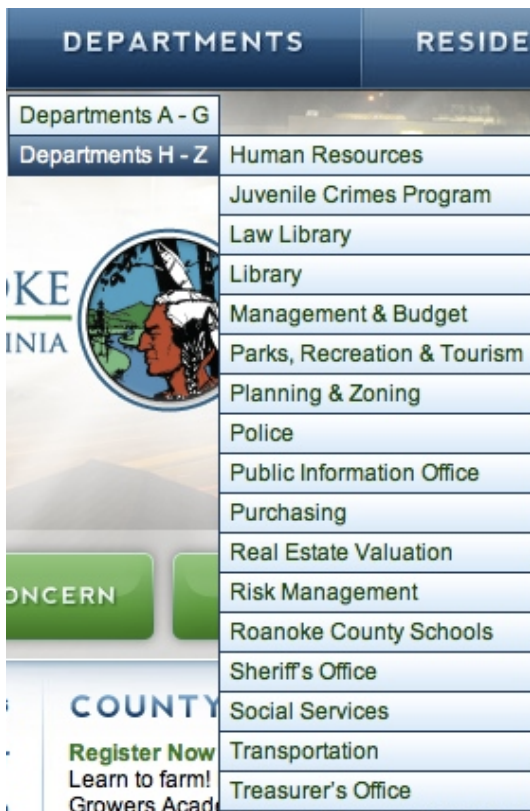 DEPARTMENTS
RESIDE
Departments A - G
Departments H - Z
Human Resources
Juvenile Crimes Program
Law Library
Library
Management & Budget
Parks, Recreation & Tourism
Planning & Zoning
Police
Public Information Office
Purchasing
Real Estate Valuation
Risk Management
Roanoke County Schools
Sheriff's Office
Social Services
Transportation
Treasurer's Office
OKE
INIA
ONCERN
COUNTY
Register Now
Learn to farm!
Growers Acad